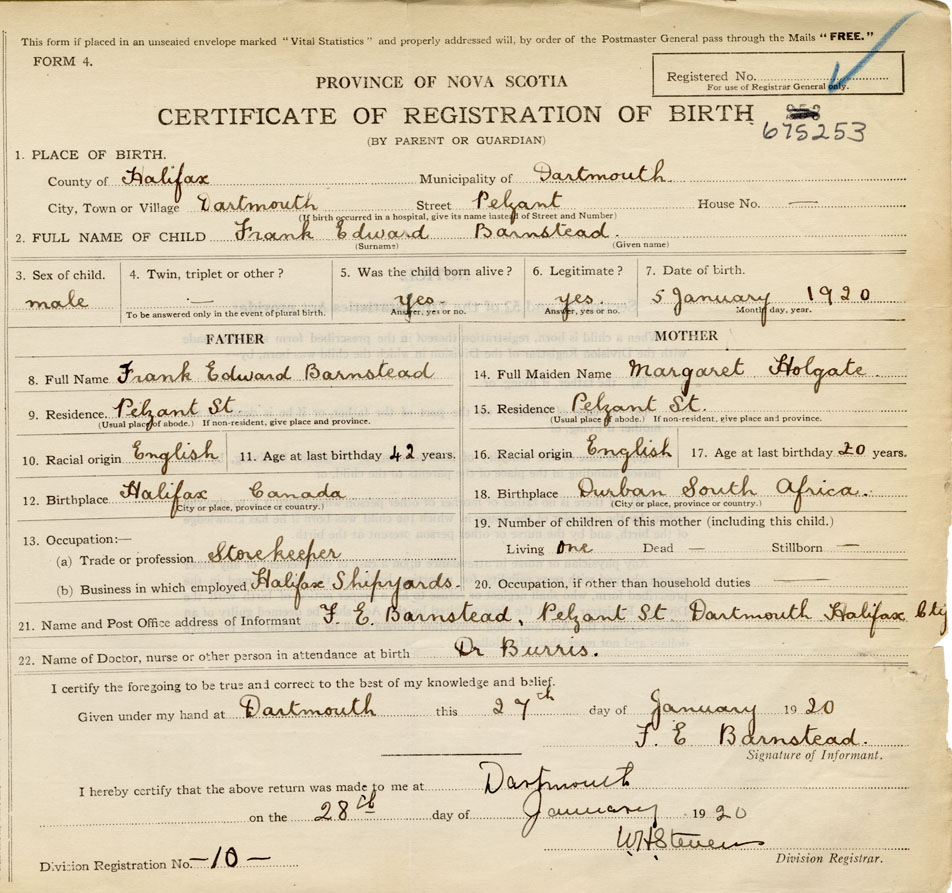 This form if placed in an unsealed envelope marked "Vital Statistics" and properly addressed will, by order of the Postmaster General pass through the Mails "FREE."
FORM 4.
Registered No.
For use of Registrar General only.
PROVINCE OF NOVA SCOTIA
CERTIFICATE OF REGISTRATION OF BIRTH
675253
(BY PARENT OR GUARDIAN)
1. PLACE OF BIRTH.
County of Halifax Municipality of Dartmouth
City, Town or Village Dartmouth Street Pelzant House No. —
(If birth occurred in a hospital, give its name instead of Street and Number)
2. FULL NAME OF CHILD Frank Edward Barnstead.
(Surname) (Given name)
3. Sex of child. 4. Twin, triplet or other? 5. Was the child born alive? 6. Legitimate? 7. Date of birth.
male — yes. yes. 5 January 1920
To be answered only in the event of plural birth. Answer, yes or no. Answer, yes or no. Month, day, year.
FATHER MOTHER
8. Full Name Frank Edward Barnstead 14. Full Maiden Name Margaret Holgate.
9. Residence. Pelzant St 15. Residence Pelzant St.
(Usual place of abode.) If non-resident, give place and province. (Usual place of abode.) If non-resident, give place and province.
10. Racial origin English 11. Age at last birthday 42 years. 16. Racial origin English 17. Age at last birthday 20 years.
12. Birthplace Halifax Canada 18. Birthplace Durban South Africa.
(City or place, province or country.) (City or place, province or country.)
19. Number of children of this mother (including this child.)
13. Occupation:—
(a) Trade or profession Storekeeper Living one Dead — Stillborn —
(b) Business in which employed Halifax Shipyards. 20. Occupation, if other than household duties —
21. Name and Post Office address of Informant F. E. Barnstead, Pelzant St Dartmouth Halifax
22. Name of Doctor, nurse or other person in attendance at birth Dr Burris.
I certify the foregoing to be true and correct to the best of my knowledge and belief.
Given under my hand at Dartmouth this 27th day of January 1920
F. E Barnstead.
Signature of Informant.
I hereby certify that the above return was made to me at Dartmouth
on the 28th day of January 1920
W H Stevens
Division Registration No. —10— Division Registrar.